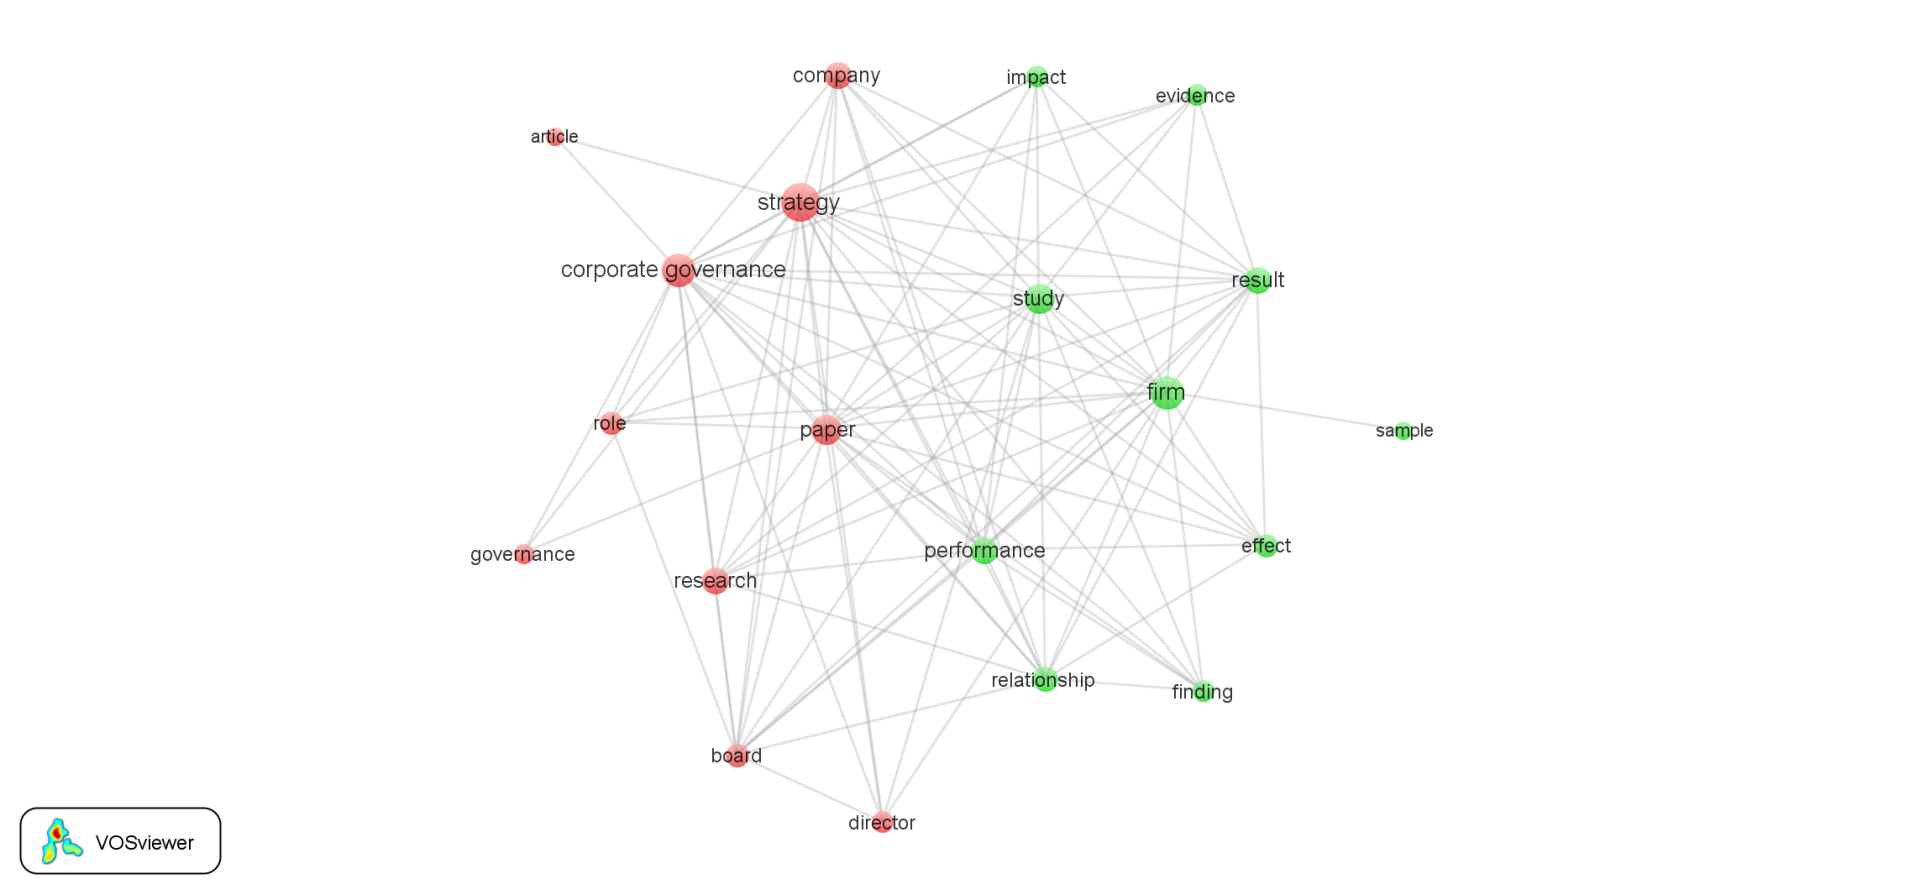 company
impact
evidence
article
strategy
corporate governance
result
study
firm
role
paper
sample
performance
effect
governance
research
relationship
finding
board
director
VOSviewer